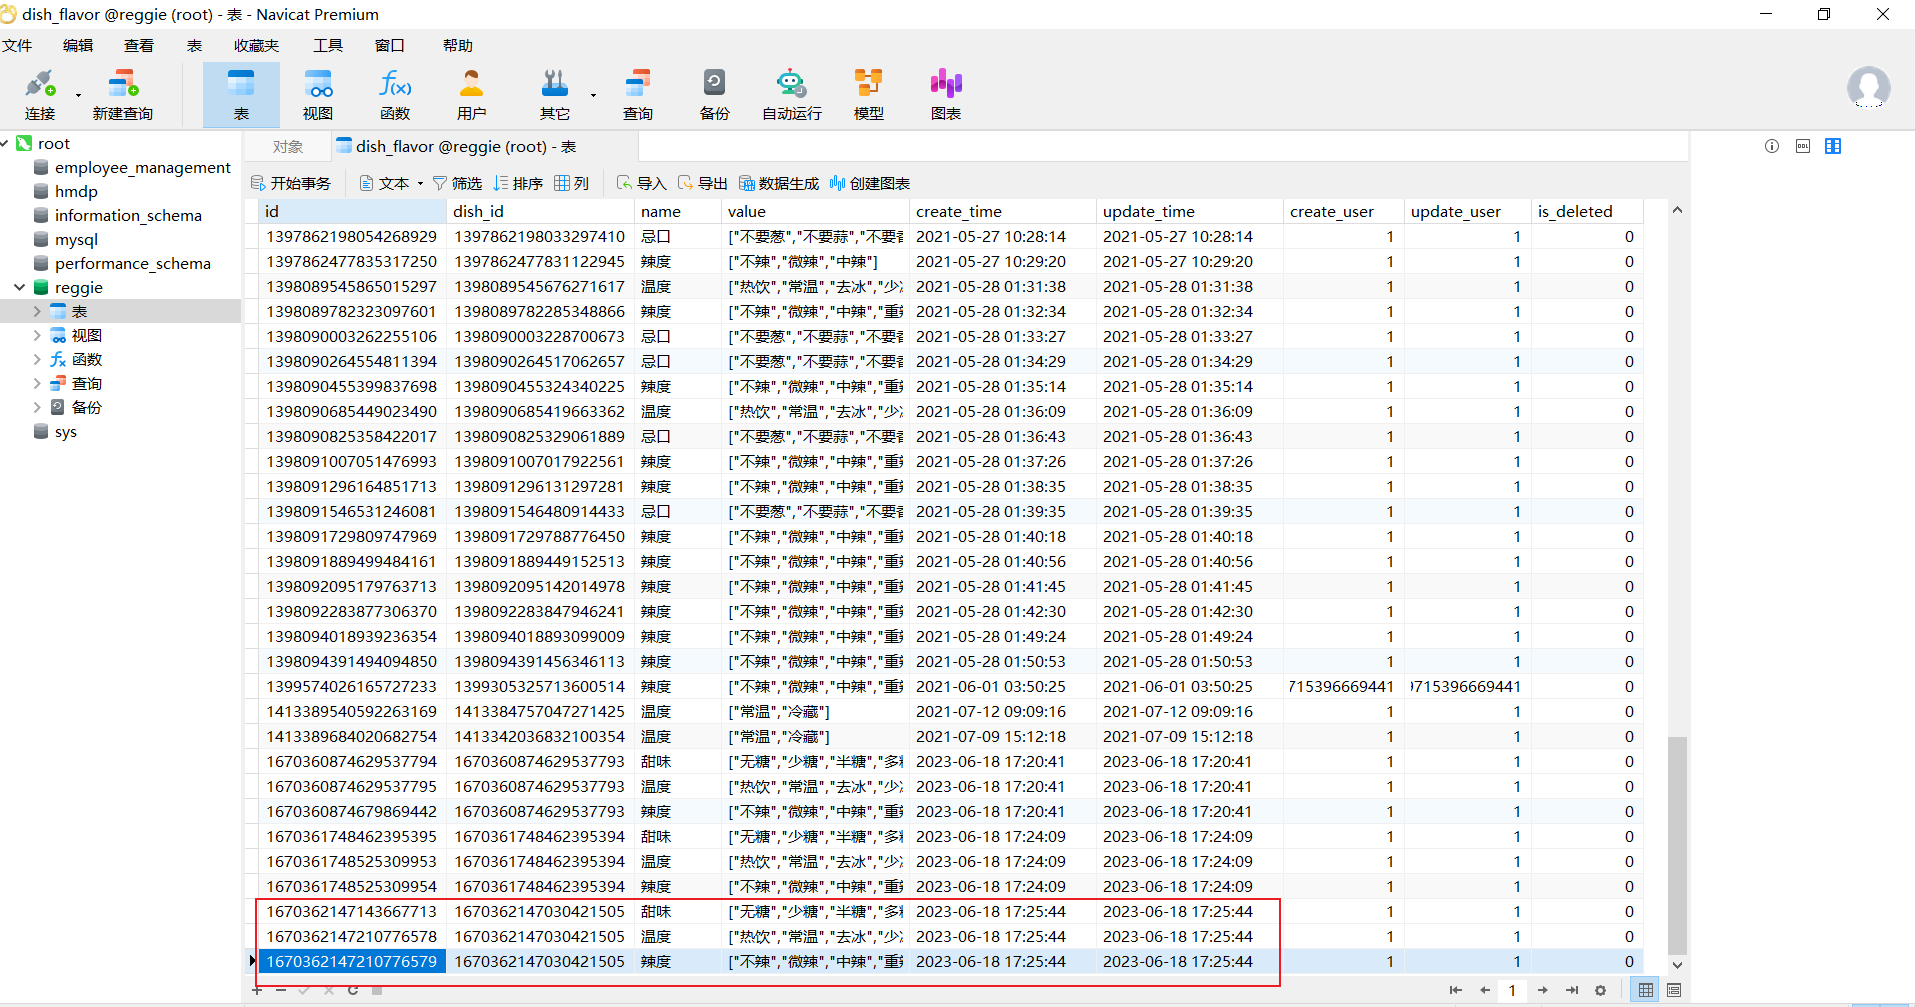 dish_flavor @reggie (root) - 表 - Navicat Premium
文件 编辑 查看 表 收藏夹 工具 窗口 帮助
连接 新建查询 表 视图 函数 用户 其它 查询 备份 自动运行 模型 图表
root
employee_management
hmdp
information_schema
mysql
performance_schema
reggie
表
视图
函数
查询
备份
sys
对象 dish_flavor @reggie (root) - 表
开始事务 文本 筛选 排序 列 导入 导出 数据生成 创建图表
id dish_id name value create_time update_time create_user update_user is_deleted
1397862198054268929 1397862198033297410 忌口 ["不要葱","不要蒜","不要 2021-05-27 10:28:14 2021-05-27 10:28:14 1 1 0
1397862477835317250 1397862477831122945 辣度 ["不辣","微辣","中辣"] 2021-05-27 10:29:20 2021-05-27 10:29:20 1 1 0
1398089545865015297 1398089545676271617 温度 ["热饮","常温","去冰","少 2021-05-28 01:31:38 2021-05-28 01:31:38 1 1 0
1398089782323097601 1398089782285348866 辣度 ["不辣","微辣","中辣","重 2021-05-28 01:32:34 2021-05-28 01:32:34 1 1 0
1398090003262255106 1398090003228700673 忌口 ["不要葱","不要蒜","不要 2021-05-28 01:33:27 2021-05-28 01:33:27 1 1 0
1398090264554811394 1398090264517062657 忌口 ["不要葱","不要蒜","不要 2021-05-28 01:34:29 2021-05-28 01:34:29 1 1 0
1398090455399837698 1398090455324340225 辣度 ["不辣","微辣","中辣","重 2021-05-28 01:35:14 2021-05-28 01:35:14 1 1 0
1398090685449023490 1398090685419663362 温度 ["热饮","常温","去冰","少 2021-05-28 01:36:09 2021-05-28 01:36:09 1 1 0
1398090825358422017 1398090825329061889 忌口 ["不要葱","不要蒜","不要 2021-05-28 01:36:43 2021-05-28 01:36:43 1 1 0
1398091007051476993 1398091007017922561 辣度 ["不辣","微辣","中辣","重 2021-05-28 01:37:26 2021-05-28 01:37:26 1 1 0
1398091296164851713 1398091296131297281 辣度 ["不辣","微辣","中辣","重 2021-05-28 01:38:35 2021-05-28 01:38:35 1 1 0
1398091546531246081 1398091546480914433 忌口 ["不要葱","不要蒜","不要 2021-05-28 01:39:35 2021-05-28 01:39:35 1 1 0
1398091729809747969 1398091729788776450 辣度 ["不辣","微辣","中辣","重 2021-05-28 01:40:18 2021-05-28 01:40:18 1 1 0
1398091889499484161 1398091889449152513 辣度 ["不辣","微辣","中辣","重 2021-05-28 01:40:56 2021-05-28 01:40:56 1 1 0
1398092095179763713 1398092095142014978 辣度 ["不辣","微辣","中辣","重 2021-05-28 01:41:45 2021-05-28 01:41:45 1 1 0
1398092283877306370 1398092283847946241 辣度 ["不辣","微辣","中辣","重 2021-05-28 01:42:30 2021-05-28 01:42:30 1 1 0
1398094018939236354 1398094018893099009 辣度 ["不辣","微辣","中辣","重 2021-05-28 01:49:24 2021-05-28 01:49:24 1 1 0
1398094391494094850 1398094391456346113 辣度 ["不辣","微辣","中辣","重 2021-05-28 01:50:53 2021-05-28 01:50:53 1 1 0
1399574026165727233 1399305325713600514 辣度 ["不辣","微辣","中辣","重 2021-06-01 03:50:25 2021-06-01 03:50:25 715396669441 9715396669441 0
1413389540592263169 1413384757047271425 温度 ["常温","冷藏"] 2021-07-12 09:09:16 2021-07-12 09:09:16 1 1 0
1413389684020682754 1413342036832100354 温度 ["常温","冷藏"] 2021-07-09 15:12:18 2021-07-09 15:12:18 1 1 0
1670360874629537794 1670360874629537793 甜味 ["无糖","少糖","半糖","多 2023-06-18 17:20:41 2023-06-18 17:20:41 1 1 0
1670360874629537795 1670360874629537793 温度 ["热饮","常温","去冰","少 2023-06-18 17:20:41 2023-06-18 17:20:41 1 1 0
1670360874679869442 1670360874629537793 辣度 ["不辣","微辣","中辣","重 2023-06-18 17:20:41 2023-06-18 17:20:41 1 1 0
1670361748462395395 1670361748462395394 甜味 ["无糖","少糖","半糖","多 2023-06-18 17:24:09 2023-06-18 17:24:09 1 1 0
1670361748525309953 1670361748462395394 温度 ["热饮","常温","去冰","少 2023-06-18 17:24:09 2023-06-18 17:24:09 1 1 0
1670361748525309954 1670361748462395394 辣度 ["不辣","微辣","中辣","重 2023-06-18 17:24:09 2023-06-18 17:24:09 1 1 0
1670362147143667713 1670362147030421505 甜味 ["无糖","少糖","半糖","多 2023-06-18 17:25:44 2023-06-18 17:25:44 1 1 0
1670362147210776578 1670362147030421505 温度 ["热饮","常温","去冰","少 2023-06-18 17:25:44 2023-06-18 17:25:44 1 1 0
1670362147210776579 1670362147030421505 辣度 ["不辣","微辣","中辣","重 2023-06-18 17:25:44 2023-06-18 17:25:44 1 1 0
1